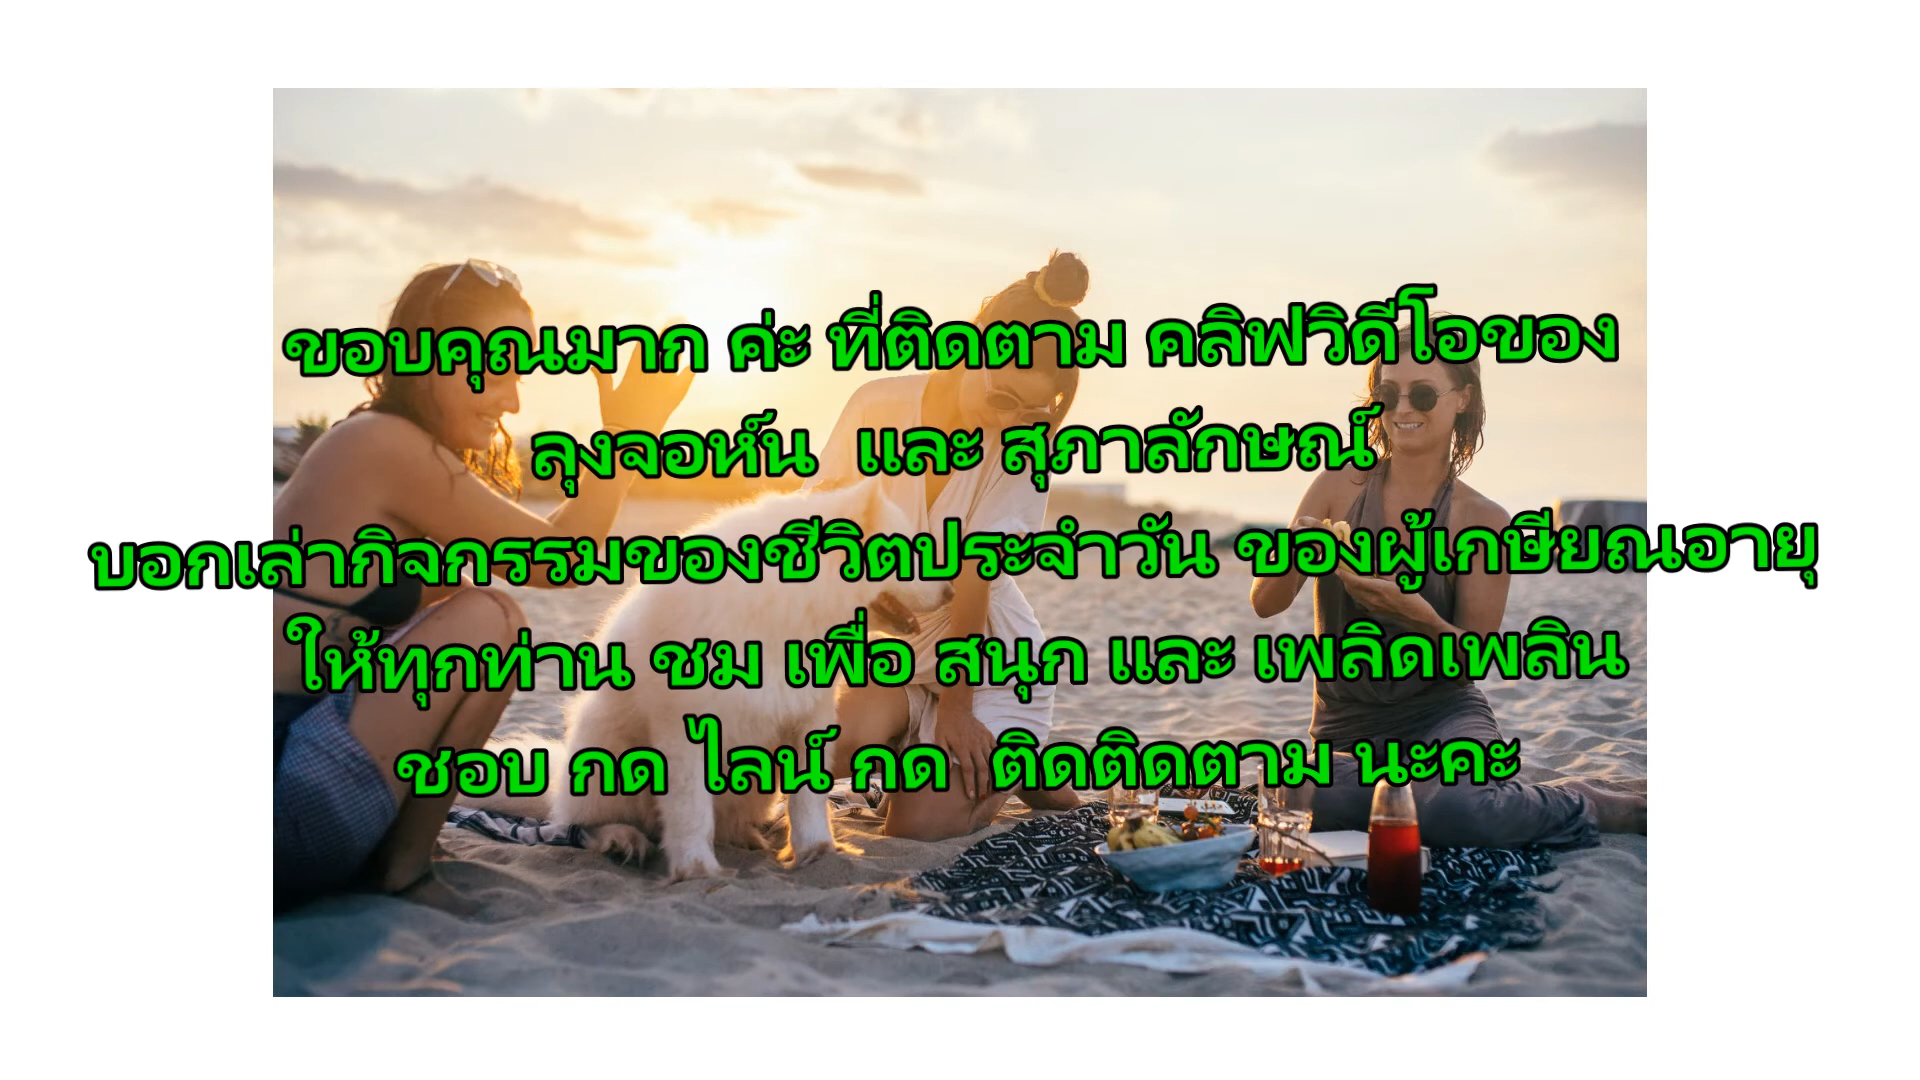 ขอบคุณมาก ค่ะ ที่ติดตาม คลิฟวิดีโอของ
ลุงจอห์น และ สุภาลักษณ์
บอกเล่ากิจกรรมของชีวิตประจำวัน ของผู้เกษียณอายุ
ให้ทุกท่าน ชม เพื่อ สนุก และ เพลิดเพลิน
ชอบ กด ไลน์ กด ติดติดตาม นะคะ